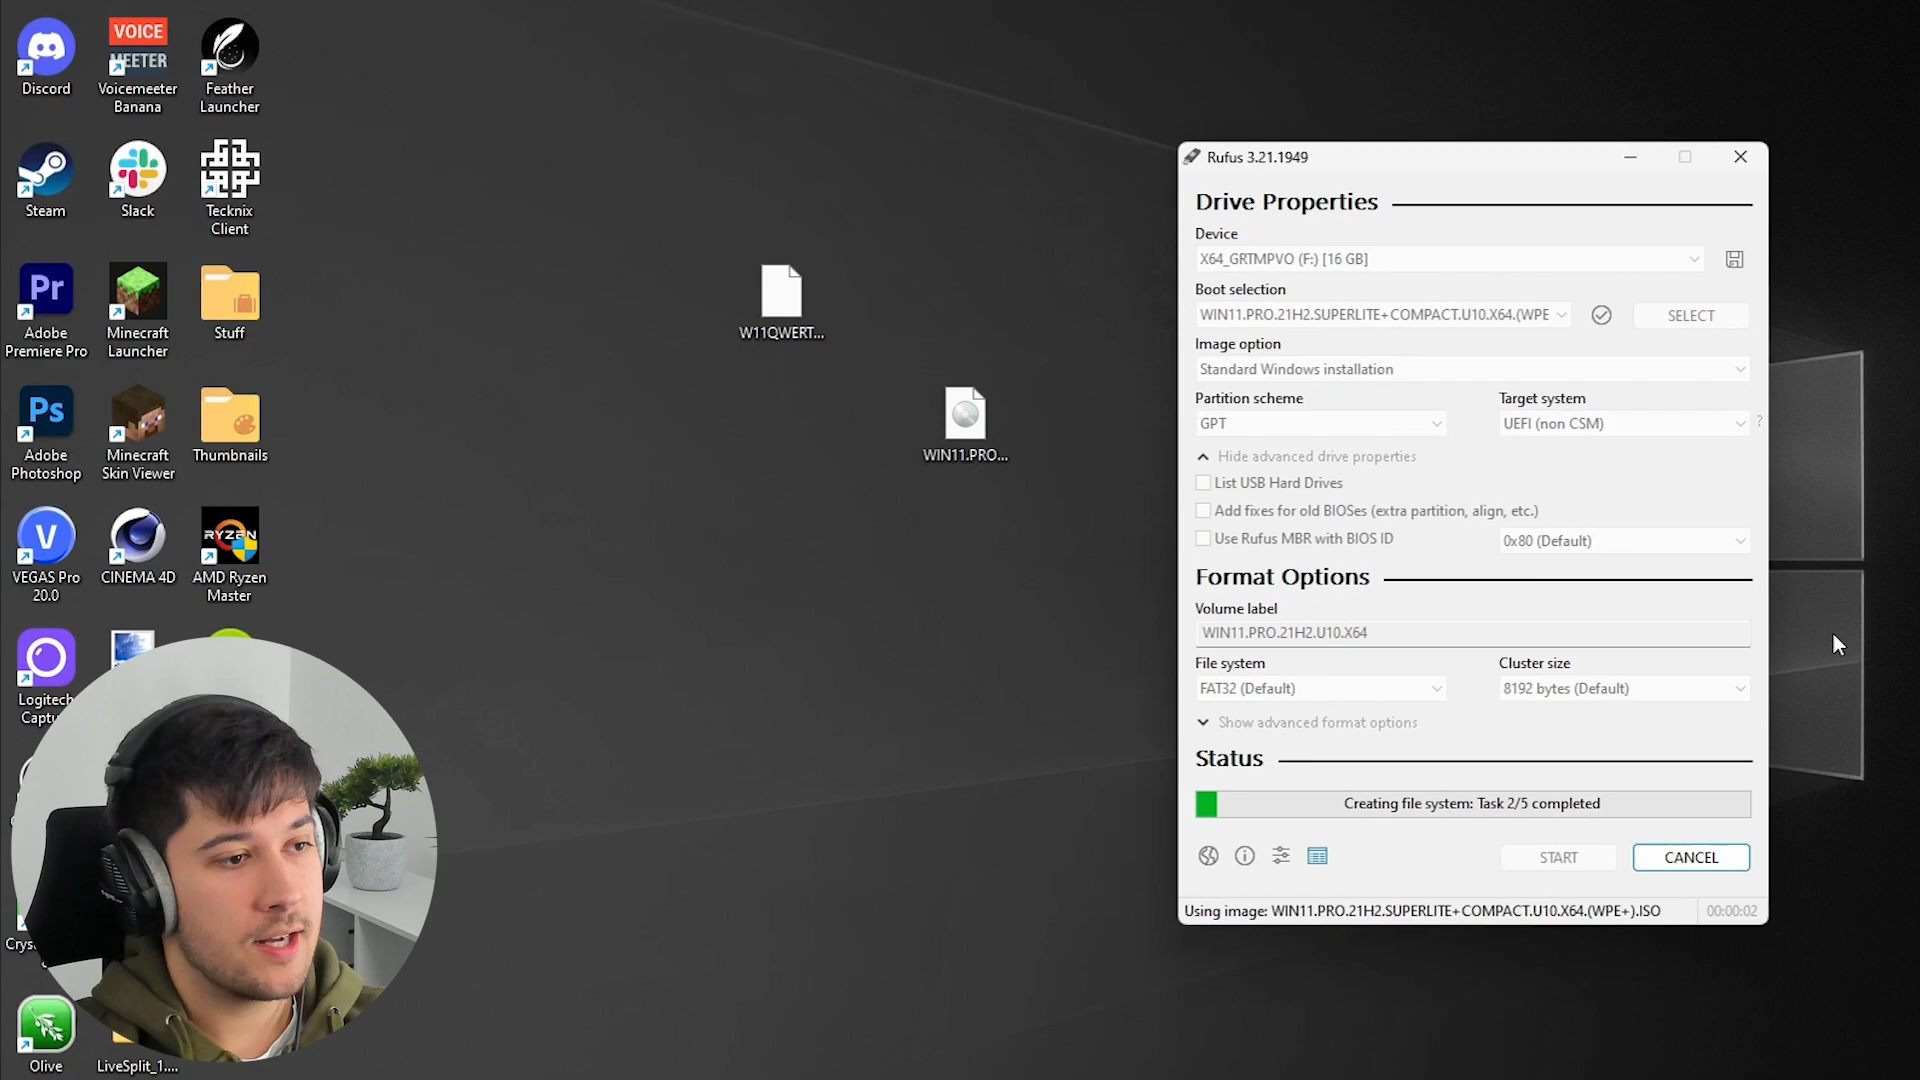 VOICE
MEETER
Discord
Voicemeeter
Banana
Feather
Launcher
Steam
Slack
Tecknix
Client
Pr
Adobe
Premiere Pro
Minecraft
Launcher
Stuff
Ps
Adobe
Photoshop
Minecraft
Skin Viewer
Thumbnails
V
RYZEN
VEGAS Pro
20.0
CINEMA 4D
AMD Ryzen
Master
Logitech
Captu
Crys
Olive
LiveSplit_1....
W11QWERT...
WIN11.PRO...
Rufus 3.21.1949
Drive Properties
Device
X64_GRTMPVO (F:) [16 GB]
Boot selection
WIN11.PRO.21H2.SUPERLITE+COMPACT.U10.X64.(WPE
SELECT
Image option
Standard Windows installation
Partition scheme
Target system
GPT
UEFI (non CSM)
?
Hide advanced drive properties
List USB Hard Drives
Add fixes for old BIOSes (extra partition, align, etc.)
Use Rufus MBR with BIOS ID
0x80 (Default)
Format Options
Volume label
WIN11.PRO.21H2.U10.X64
File system
Cluster size
FAT32 (Default)
8192 bytes (Default)
Show advanced format options
Status
Creating file system: Task 2/5 completed
START
CANCEL
Using image: WIN11.PRO.21H2.SUPERLITE+COMPACT.U10.X64.(WPE+).ISO
00:00:02